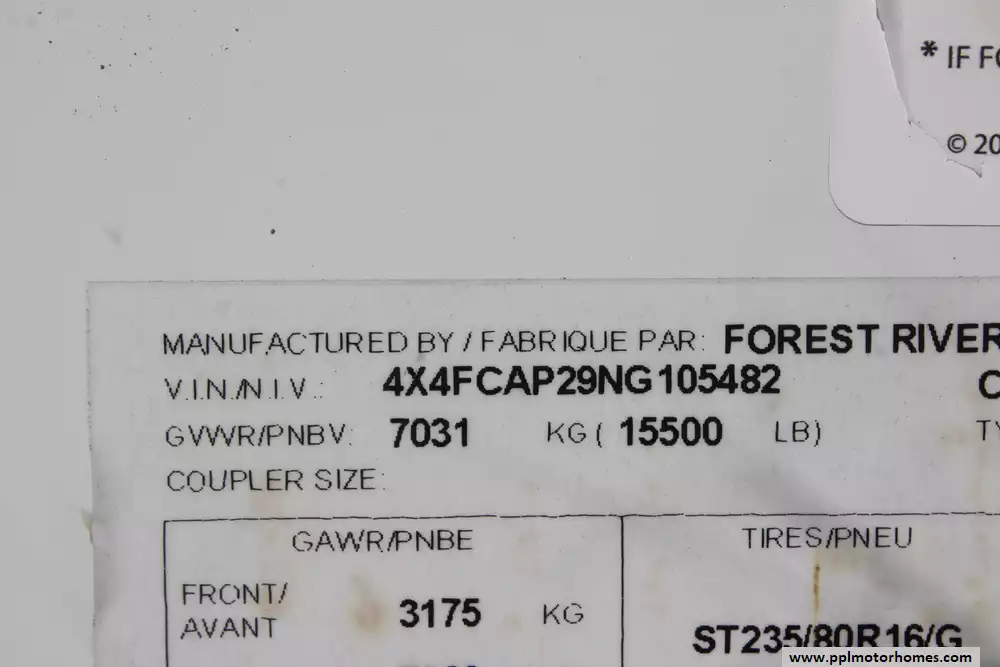 * IF FO
© 20
MANUFACTURED BY / FABRIQUE PAR: FOREST RIVER
V.I.N./N.I.V.: 4X4FCAP29NG105482 C
GVWR/PNBV: 7031 KG ( 15500 LB) TY
COUPLER SIZE:
GAWR/PNBE TIRES/PNEU
FRONT/
AVANT 3175 KG
ST235/80R16/G
www.pplmotorhomes.com